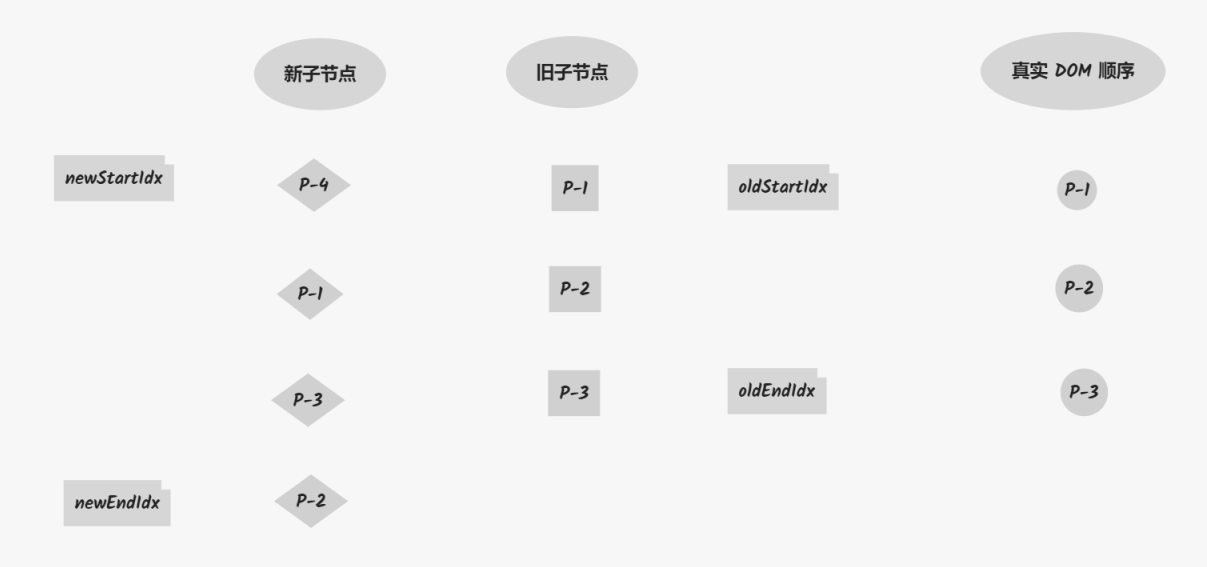 新子节点
旧子节点
真实 DOM 顺序
newStartIdx
P-4
P-1
oldStartIdx
P-1
P-1
P-2
P-2
P-3
P-3
oldEndIdx
P-3
newEndIdx
P-2